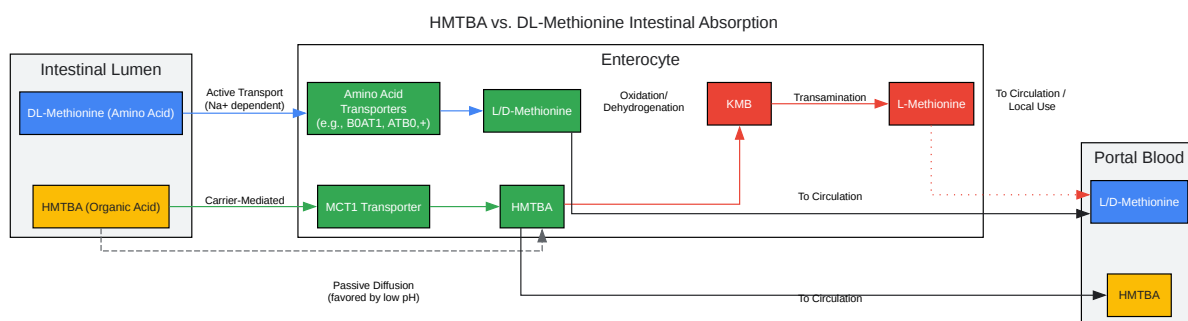 HMTBA vs. DL-Methionine Intestinal Absorption
Intestinal Lumen
DL-Methionine (Amino Acid)
HMTBA (Organic Acid)
Active Transport
(Na+ dependent)
Carrier-Mediated
Passive Diffusion
(favored by low pH)
Enterocyte
Amino Acid
Transporters
(e.g., B0AT1, ATB0,+)
L/D-Methionine
MCT1 Transporter
HMTBA
Oxidation/
Dehydrogenation
KMB
Transamination
L-Methionine
To Circulation /
Local Use
To Circulation
To Circulation
Portal Blood
L/D-Methionine
HMTBA